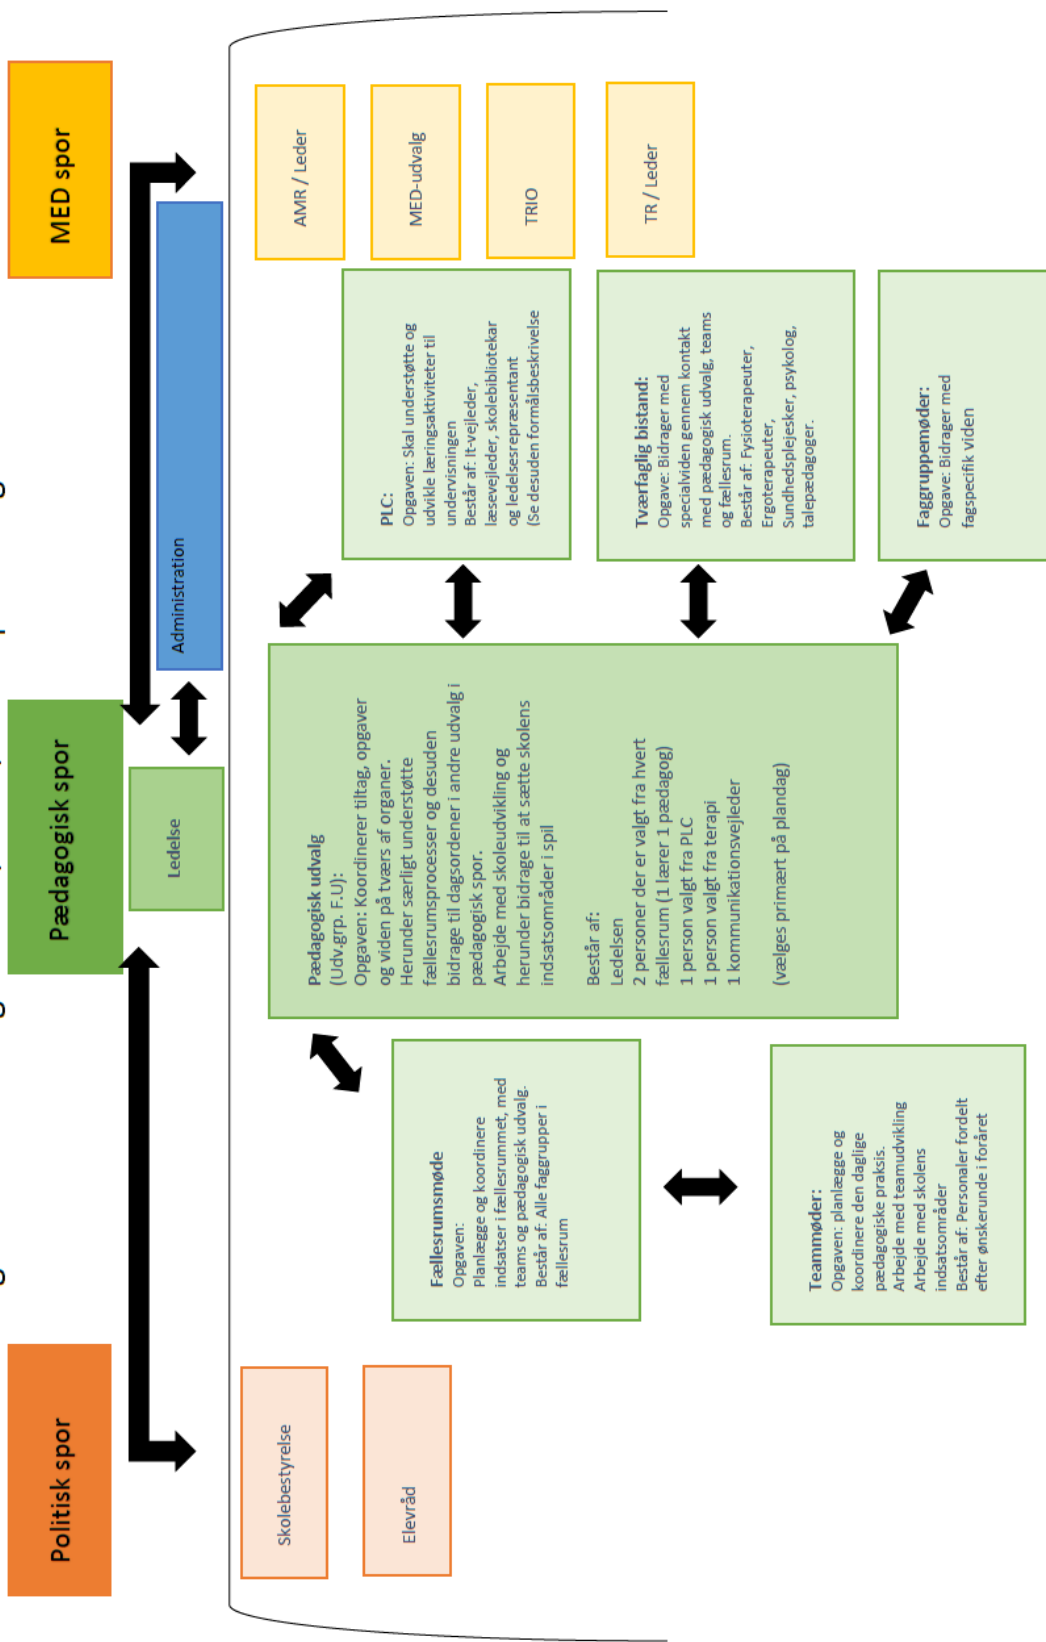 Politisk spor
Pædagogisk spor
MED spor
Ledelse
Administration
Skolebestyrelse
Elevråd
Fællesrumsmøde
Opgaven:
Planlægge og koordinere
indsatser i fællesrummet, med
teams og pædagogisk udvalg.
Består af: Alle faggrupper i
fællesrum
Teammøder:
Opgaven: planlægge og
koordinere den daglige
pædagogiske praksis.
Arbejde med teamudvikling
Arbejde med skolens
indsatsområder
Består af: Personaler fordelt
efter ønskerunde i foråret
Pædagogisk udvalg
(Udv.grp. F.U):
Opgaven: Koordinerer tiltag, opgaver
og viden på tværs af organer.
Herunder særligt understøtte
fællesrumsprocesser og desuden
bidrage til dagsordener i andre udvalg i
pædagogisk spor.
Arbejde med skoleudvikling og
herunder bidrage til at sætte skolens
indsatsområder i spil
Består af:
Ledelsen
2 personer der er valgt fra hvert
fællesrum (1 lærer 1 pædagog)
1 person valgt fra PLC
1 person valgt fra terapi
1 kommunikationsvejleder
(vælges primært på plandag)
PLC:
Opgaven: Skal understøtte og
udvikle læringsaktiviteter til
undervisningen
Består af: It-vejleder,
læsevejleder, skolebibliotekar
og ledelsesrepræsentant
(Se desuden formålsbeskrivelse
Tværfaglig bistand:
Opgave: Bidrager med
specialviden gennem kontakt
med pædagogisk udvalg, teams
og fællesrum.
Består af: Fysioterapeuter,
Ergoterapeuter,
Sundhedsplejesker, psykolog,
talepædagoger.
Faggruppemøder:
Opgave: Bidrager med
fagspecifik viden
AMR / Leder
MED-udvalg
TRIO
TR / Leder